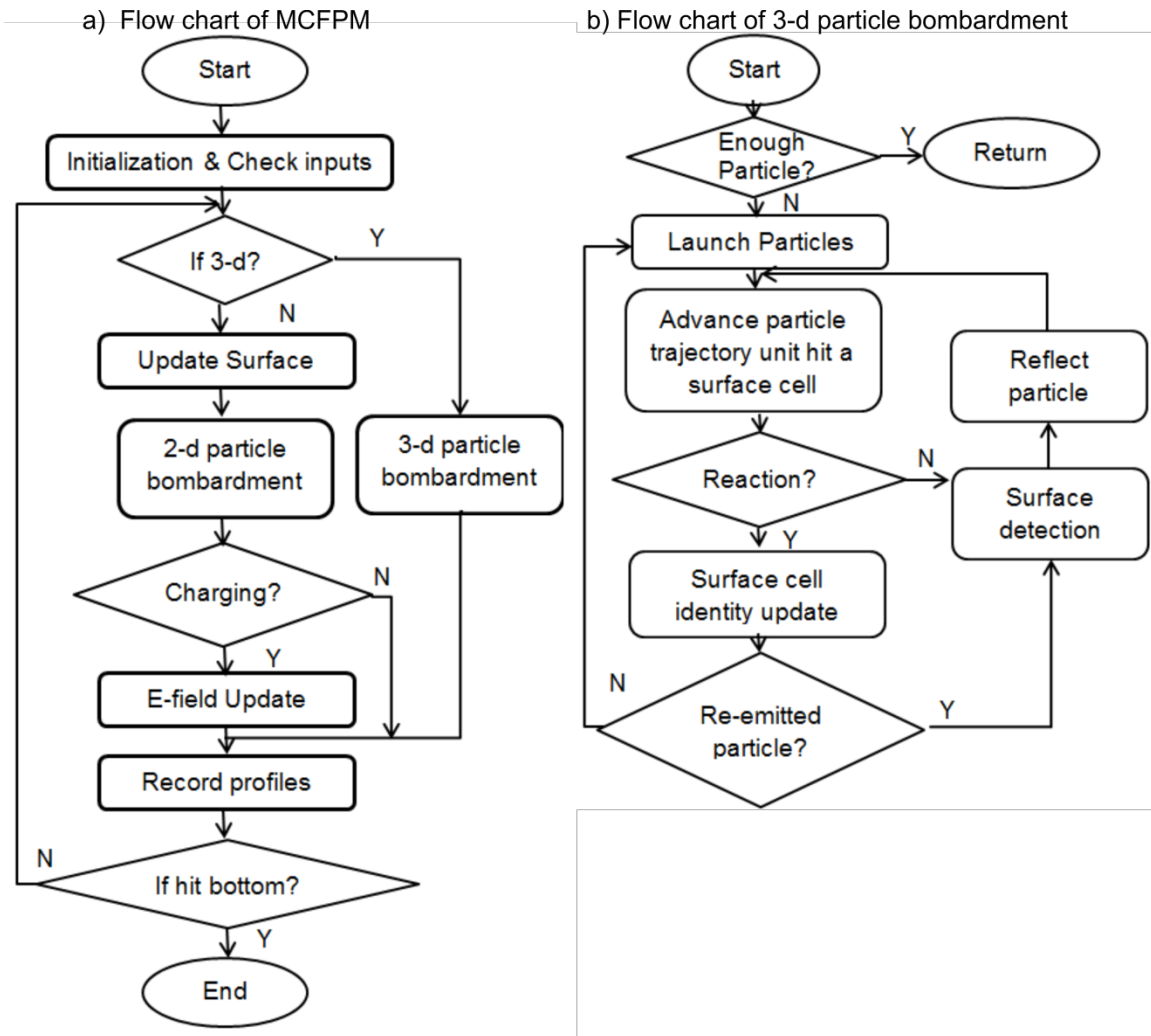 a) Flow chart of MCFPM
Start
Initialization & Check inputs
If 3-d?
Y
N
Update Surface
2-d particle
bombardment
3-d particle
bombardment
Charging?
N
Y
E-field Update
Record profiles
N
If hit bottom?
Y
End
b) Flow chart of 3-d particle bombardment
Start
Enough
Particle?
Y
Return
N
Launch Particles
Advance particle
trajectory unit hit a
surface cell
Reflect
particle
Reaction?
N
Surface
detection
Y
Surface cell
identity update
N
Re-emitted
particle?
Y